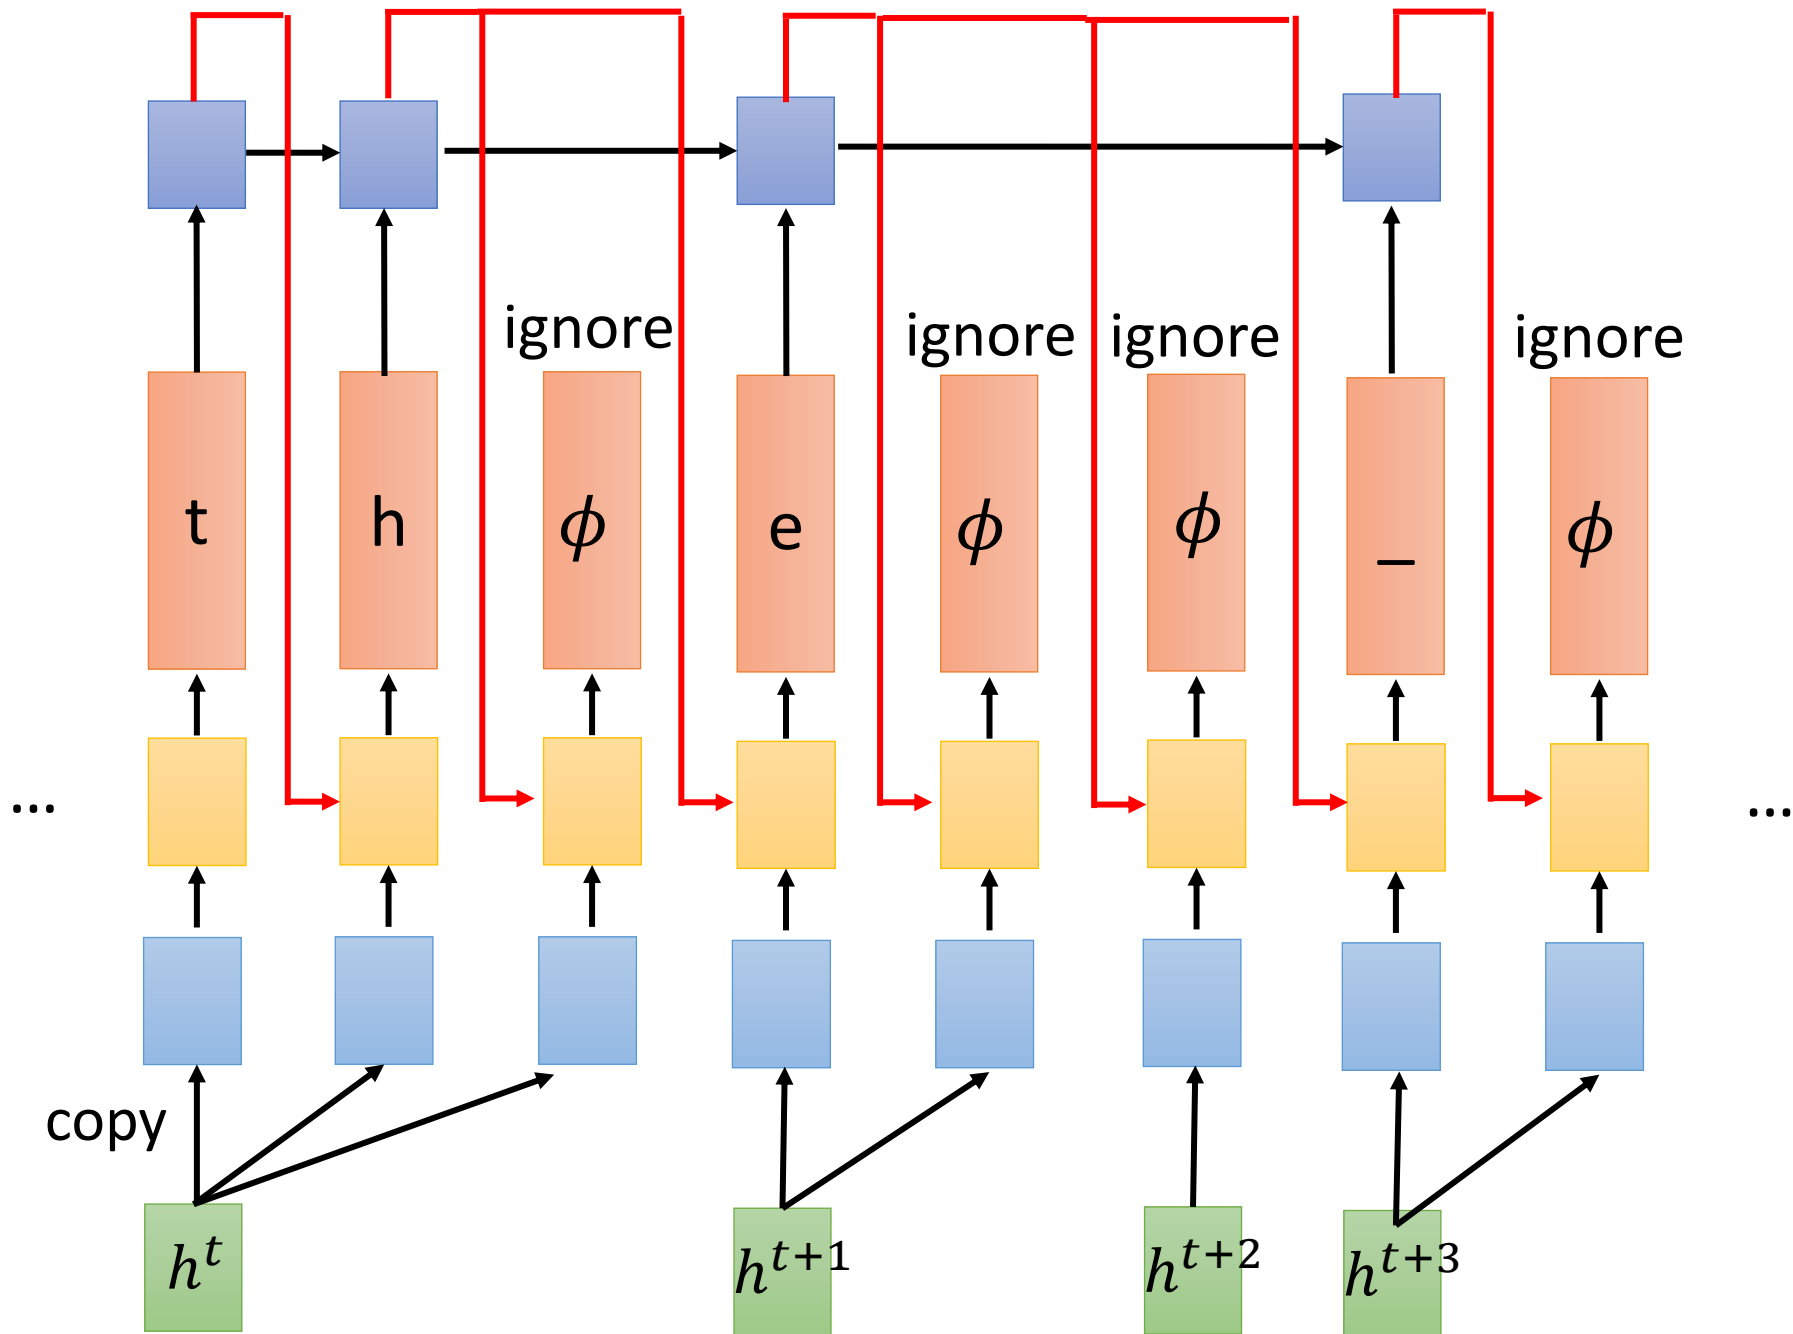 ignore ignore ignore ignore
t h ϕ e ϕ ϕ _ ϕ
... ...
copy
h^t h^{t+1} h^{t+2} h^{t+3}